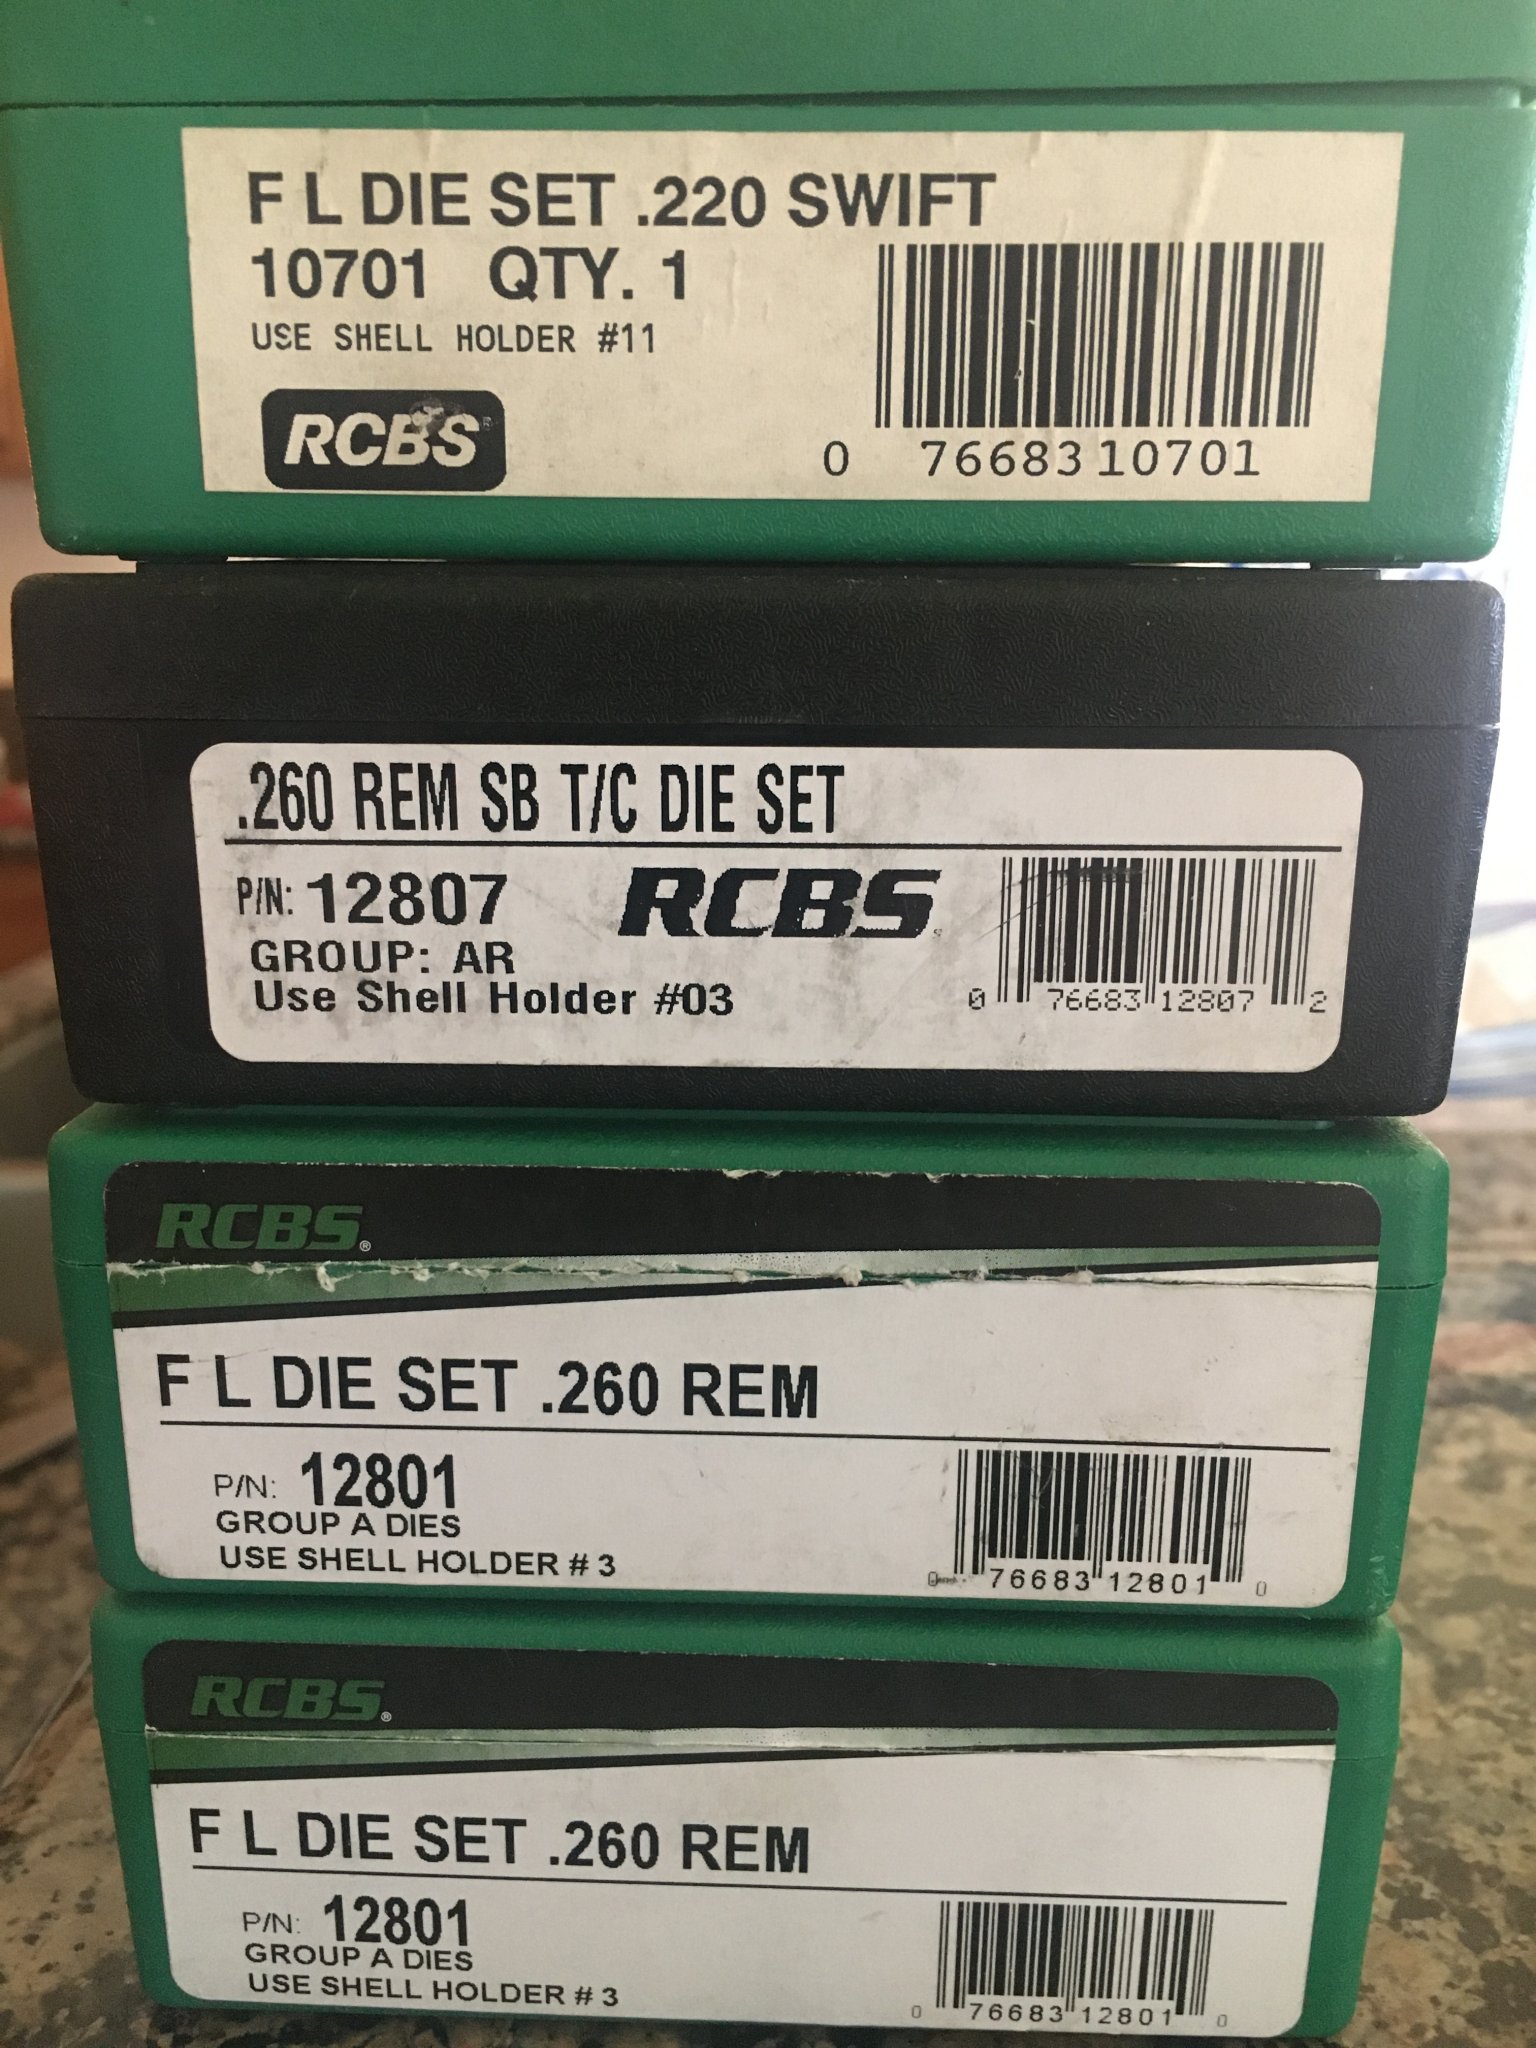 F L DIE SET .220 SWIFT
10701 QTY. 1
USE SHELL HOLDER #11
RCBS
0 76683 10701
.260 REM SB T/C DIE SET
P/N: 12807 RCBS
GROUP: AR
Use Shell Holder #03
0 76683 12807 2
RCBS®
F L DIE SET .260 REM
P/N: 12801
GROUP A DIES
USE SHELL HOLDER # 3
0 76683 12801 0
RCBS®
F L DIE SET .260 REM
P/N: 12801
GROUP A DIES
USE SHELL HOLDER # 3
0 76683 12801 0